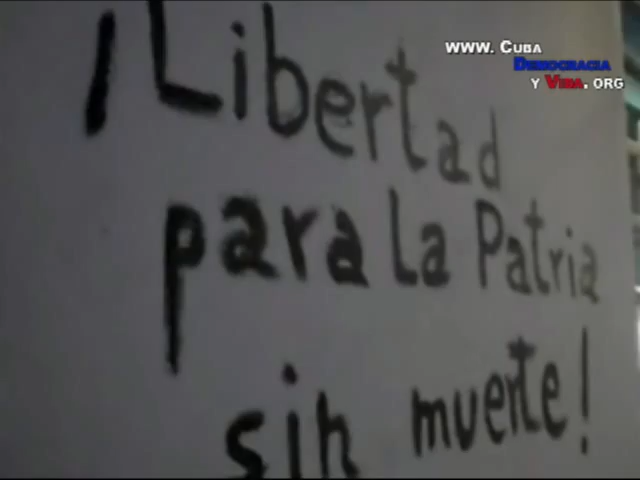 WWW. CUBA
DEMOCRACIA
Y VIDA. ORG
¡Libertad
para la Patria
sin muerte!